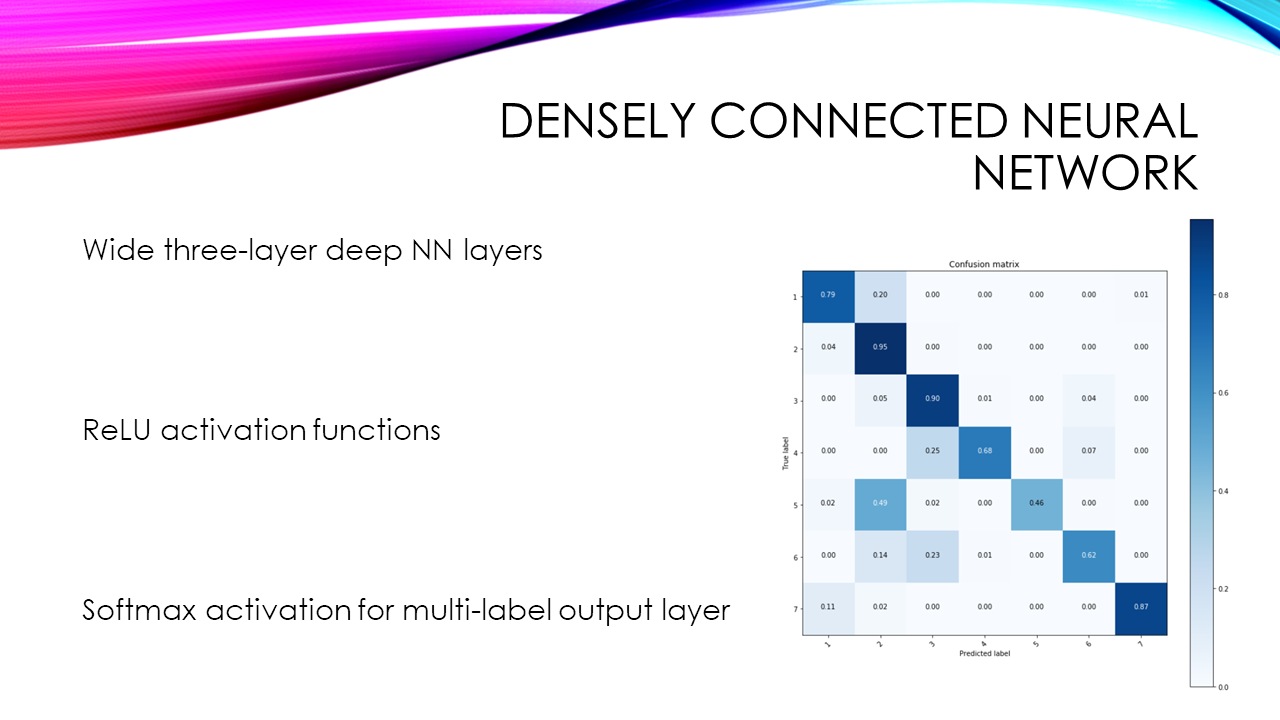 DENSELY CONNECTED NEURAL
NETWORK
Wide three-layer deep NN layers
ReLU activation functions
Softmax activation for multi-label output layer
Confusion matrix
True label
1 0.79 0.20 0.00 0.00 0.00 0.00 0.01
2 0.04 0.95 0.00 0.00 0.00 0.00 0.00
3 0.00 0.05 0.90 0.01 0.00 0.04 0.00
4 0.00 0.00 0.25 0.68 0.00 0.07 0.00
5 0.02 0.49 0.02 0.00 0.46 0.00 0.00
6 0.00 0.14 0.23 0.01 0.00 0.62 0.00
7 0.11 0.02 0.00 0.00 0.00 0.00 0.87
1 2 3 4 5 6 7
Predicted label
0.8
0.6
0.4
0.2
0.0